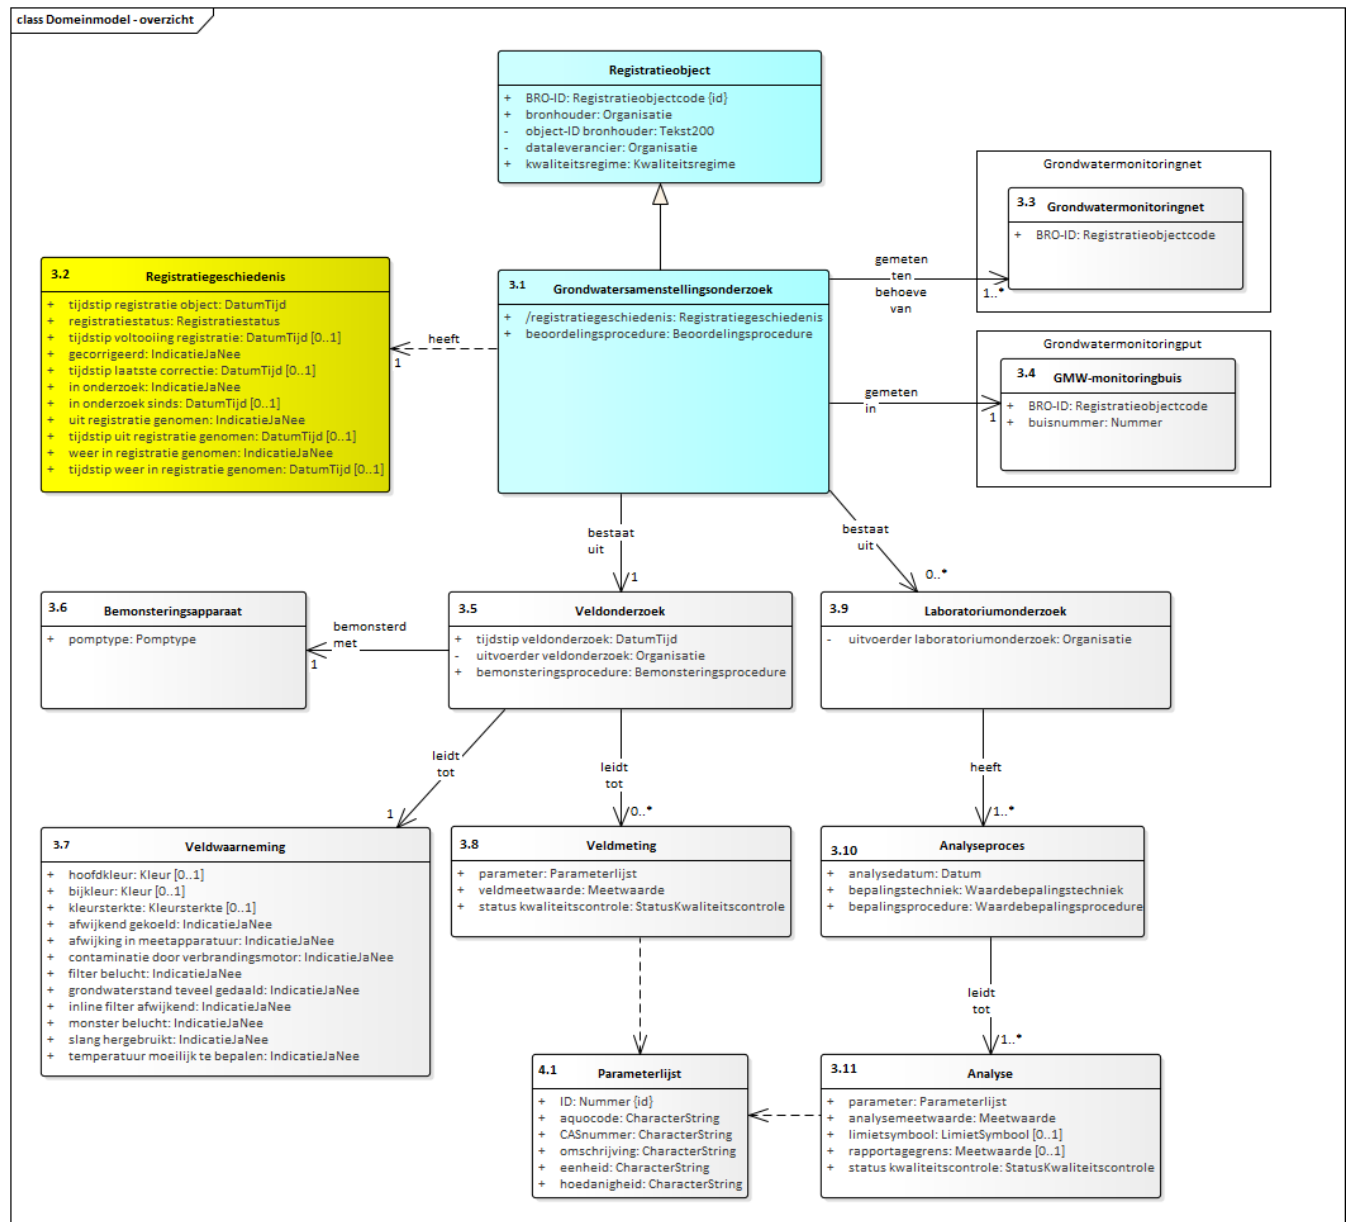 class Domeinmodel - overzicht
Registratieobject
+ BRO-ID: Registratieobjectcode {id}
+ bronhouder: Organisatie
- object-ID bronhouder: Tekst200
- dataleverancier: Organisatie
+ kwaliteitsregime: Kwaliteitsregime
Grondwatermonitoringnet
3.3 Grondwatermonitoringnet
+ BRO-ID: Registratieobjectcode
gemeten
ten
behoeve
van
1..*
3.2 Registratiegeschiedenis
+ tijdstip registratie object: DatumTijd
+ registratiestatus: Registratiestatus
+ tijdstip voltooiing registratie: DatumTijd [0..1]
+ gecorrigeerd: IndicatieJaNee
+ tijdstip laatste correctie: DatumTijd [0..1]
+ in onderzoek: IndicatieJaNee
+ in onderzoek sinds: DatumTijd [0..1]
+ uit registratie genomen: IndicatieJaNee
+ tijdstip uit registratie genomen: DatumTijd [0..1]
+ weer in registratie genomen: IndicatieJaNee
+ tijdstip weer in registratie genomen: DatumTijd [0..1]
heeft
1
3.1 Grondwatersamenstellingsonderzoek
+ /registratiegeschiedenis: Registratiegeschiedenis
+ beoordelingsprocedure: Beoordelingsprocedure
Grondwatermonitoringput
3.4 GMW-monitoringbuis
+ BRO-ID: Registratieobjectcode
+ buisnummer: Nummer
gemeten
in
1
bestaat
uit
1
bestaat
uit
0..*
3.6 Bemonsteringsapparaat
+ pomptype: Pomptype
bemonsterd
met
1
3.5 Veldonderzoek
+ tijdstip veldonderzoek: DatumTijd
- uitvoerder veldonderzoek: Organisatie
+ bemonsteringsprocedure: Bemonsteringsprocedure
3.9 Laboratoriumonderzoek
- uitvoerder laboratoriumonderzoek: Organisatie
leidt
tot
1
leidt
tot
0..*
heeft
1..*
3.7 Veldwaarneming
+ hoofdkleur: Kleur [0..1]
+ bijkleur: Kleur [0..1]
+ kleursterkte: Kleursterkte [0..1]
+ afwijkend gekoeld: IndicatieJaNee
+ afwijking in meetapparatuur: IndicatieJaNee
+ contaminatie door verbrandingsmotor: IndicatieJaNee
+ filter belucht: IndicatieJaNee
+ grondwaterstand teveel gedaald: IndicatieJaNee
+ inline filter afwijkend: IndicatieJaNee
+ monster belucht: IndicatieJaNee
+ slang hergebruikt: IndicatieJaNee
+ temperatuur moeilijk te bepalen: IndicatieJaNee
3.8 Veldmeting
+ parameter: Parameterlijst
+ veldmeetwaarde: Meetwaarde
+ status kwaliteitscontrole: StatusKwaliteitscontrole
3.10 Analyseproces
+ analysedatum: Datum
+ bepalingstechniek: Waardebepalingstechniek
+ bepalingsprocedure: Waardebepalingsprocedure
leidt
tot
1..*
4.1 Parameterlijst
+ ID: Nummer {id}
+ aquocode: CharacterString
+ CASnummer: CharacterString
+ omschrijving: CharacterString
+ eenheid: CharacterString
+ hoedanigheid: CharacterString
3.11 Analyse
+ parameter: Parameterlijst
+ analysemeetwaarde: Meetwaarde
+ limietsymbool: LimietSymbool [0..1]
+ rapportagegrens: Meetwaarde [0..1]
+ status kwaliteitscontrole: StatusKwaliteitscontrole